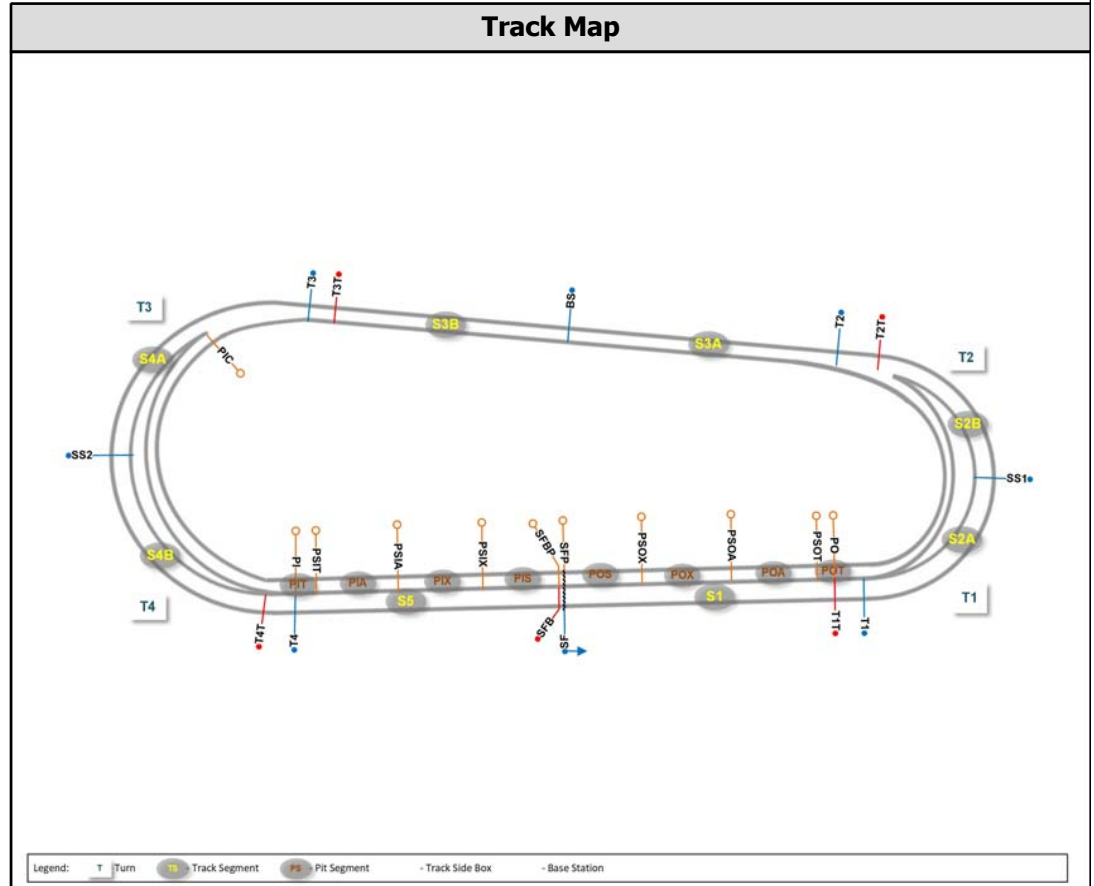 Track Map
T3
T3T
BS
T2
T2T
T3
S3B
S3A
T2
S4A
PIC
S2B
SS2
SS1
PI
PSIT
PSIA
PSIX
SFBP
SFP
PSOX
PSOA
PSOT
PO
S4B
S2A
PIT
PIA
PIX
PIS
POS
POX
POA
POT
S5
S1
T4
T1
T4T
T4
SFB
SF
T1T
T1
Legend: T Turn TS - Track Segment PS - Pit Segment - Track Side Box - Base Station